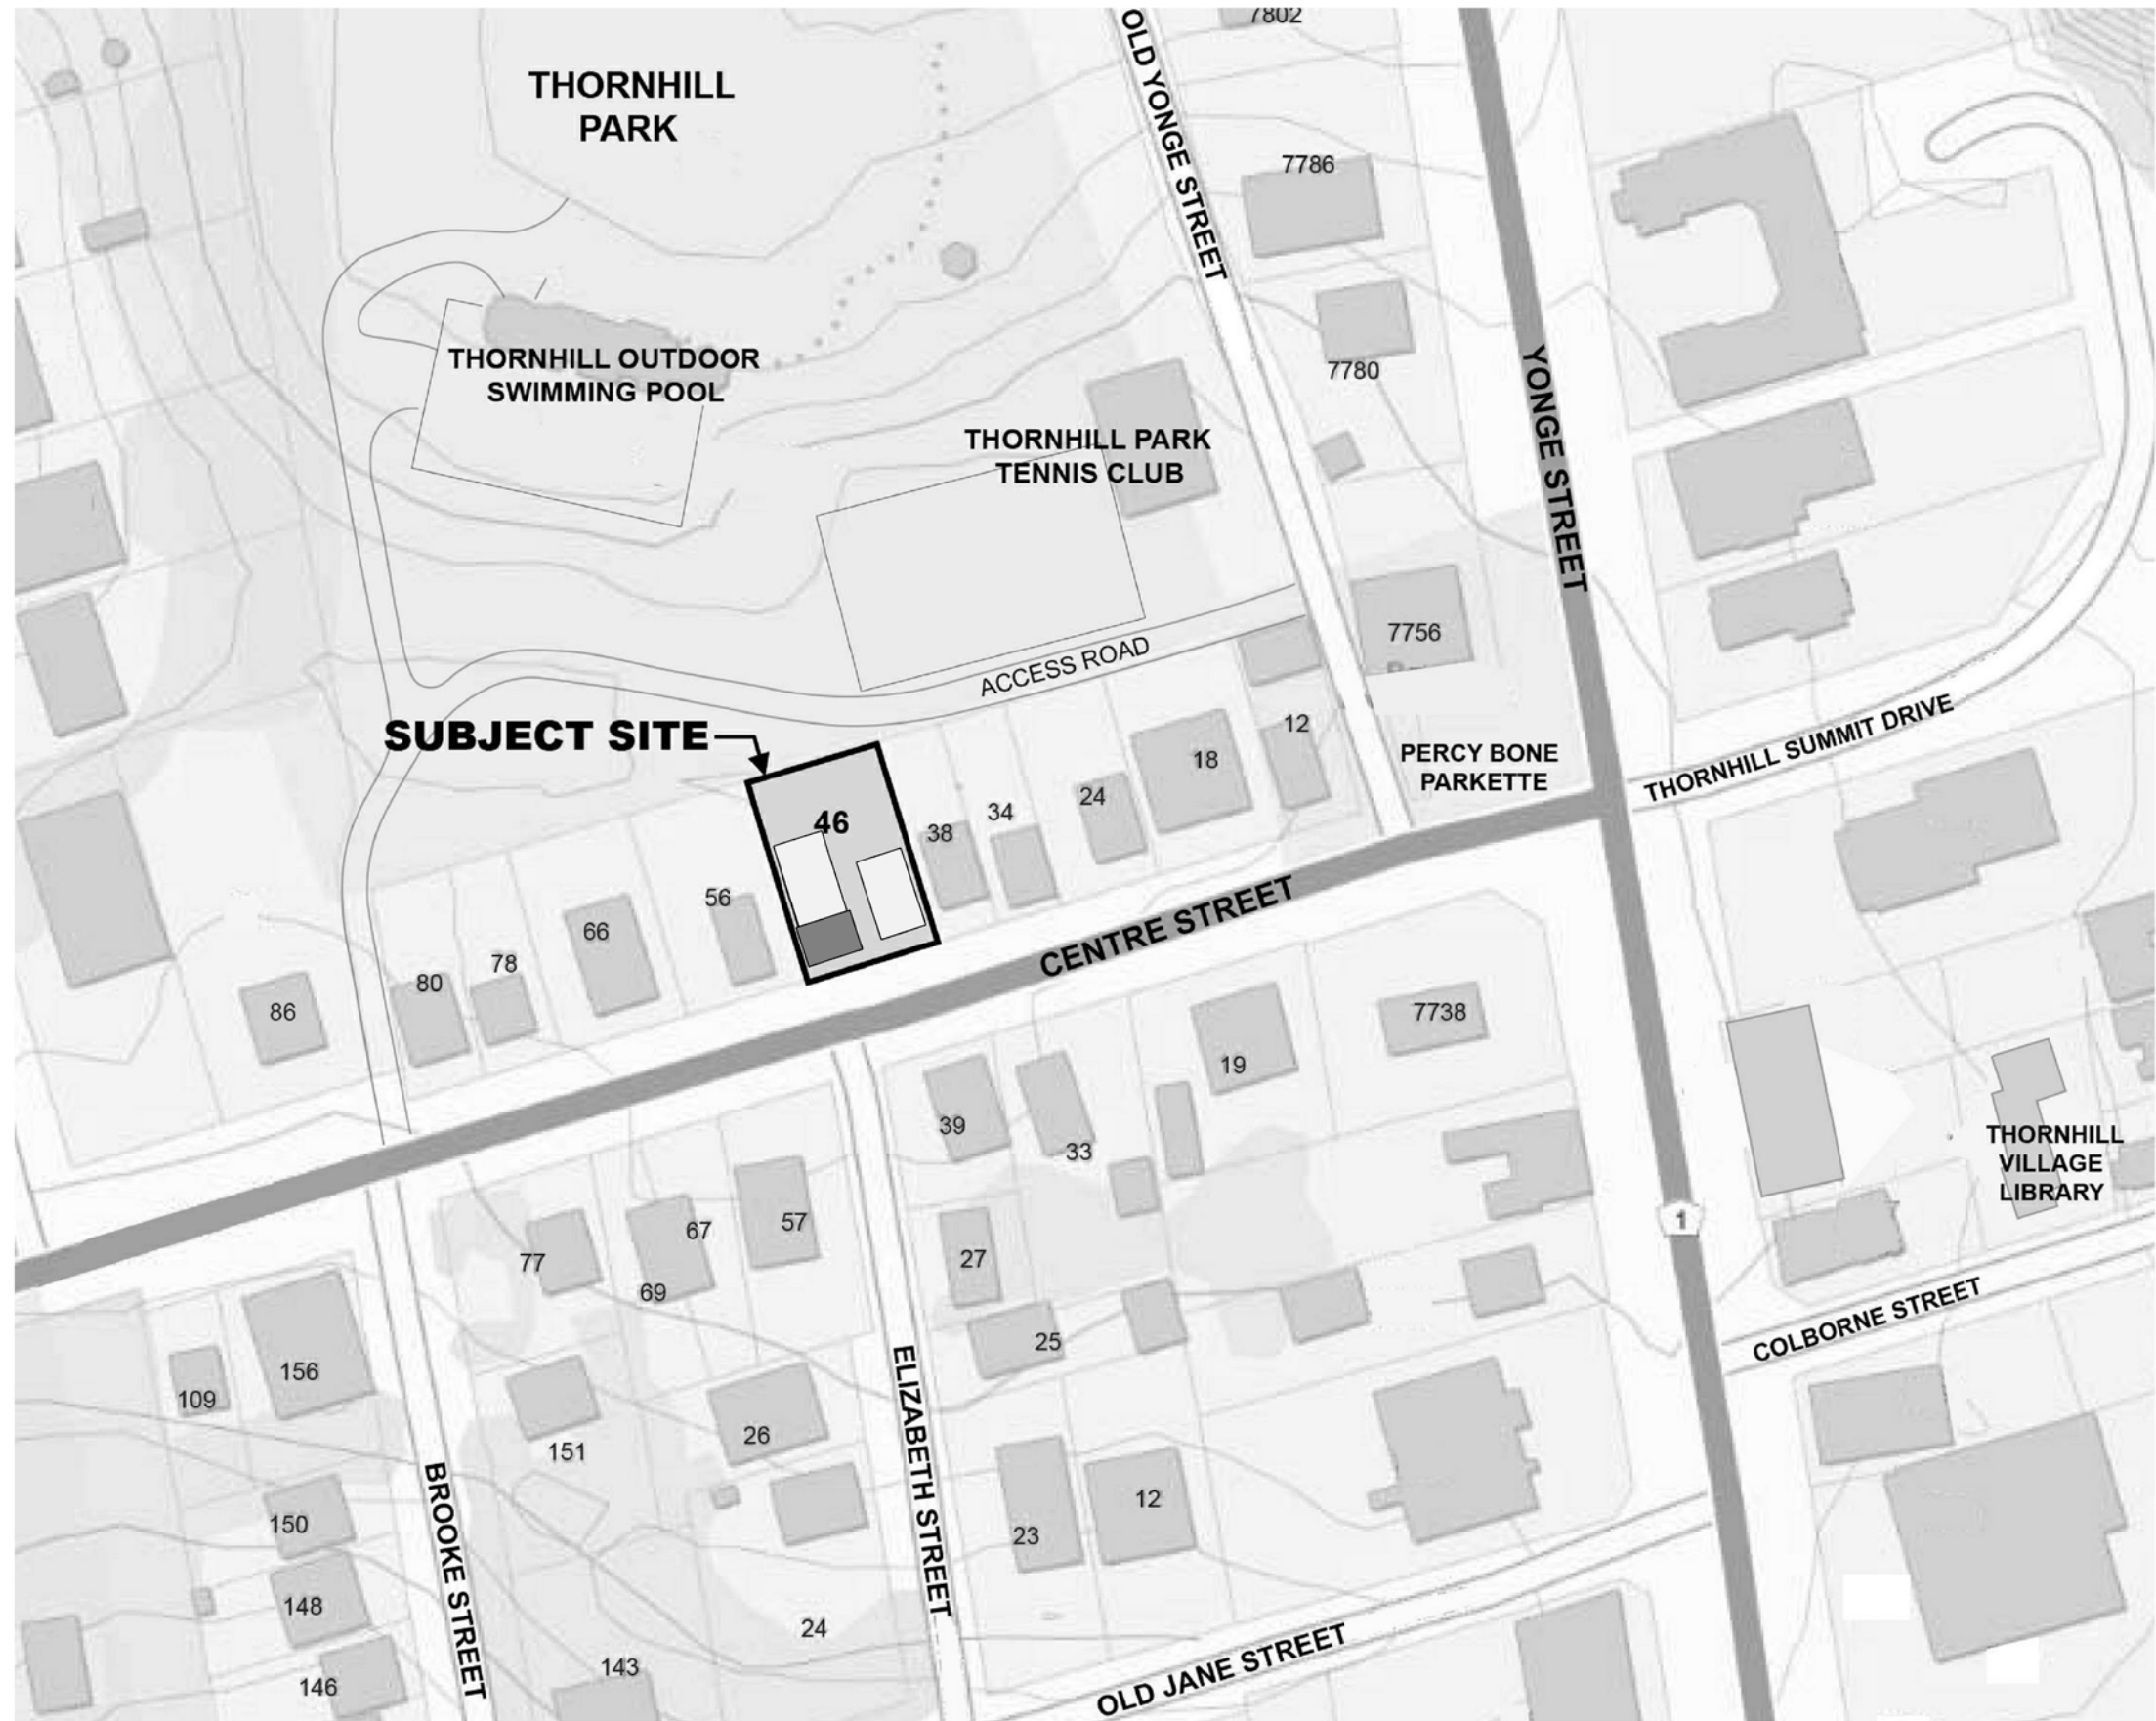 7802
OLD YONGE STREET
THORNHILL
PARK
7786
THORNHILL OUTDOOR
SWIMMING POOL
7780
YONGE STREET
THORNHILL PARK
TENNIS CLUB
7756
ACCESS ROAD
SUBJECT SITE
12
18
PERCY BONE
PARKETTE
THORNHILL SUMMIT DRIVE
24
34
38
46
56
66
78
80
86
CENTRE STREET
7738
19
39
33
THORNHILL
VILLAGE
LIBRARY
1
57
67
77
69
27
25
COLBORNE STREET
109
156
151
26
ELIZABETH STREET
BROOKE STREET
150
23
12
148
24
143
146
OLD JANE STREET